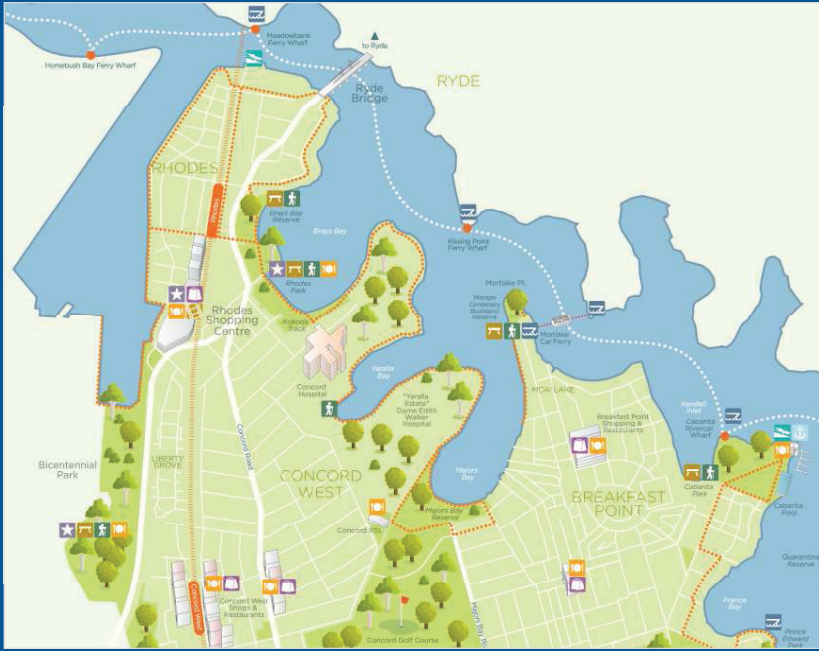 Meadowbank
Ferry Wharf
to Ryde
Homebush Bay Ferry Wharf
RYDE
Ryde
Bridge
RHODES
Rhodes
Brays Bay
Reserve
Brays Bay
Kissing Point
Ferry Wharf
Rhodes
Park
Mortlake Pt.
Wangal
Centenary
Bushland
Reserve
Rhodes
Shopping
Centre
Kokoda
Track
Mortlake
Car Ferry
Yaralla
Bay
Concord
Hospital
"Yaralla
Estate"
Dame Edith
Walker
Hospital
MORTLAKE
Kendall
Inlet
Cabarita
Rivercat
Wharf
Breakfast Point
Shopping &
Restaurants
Concord Road
LIBERTY
GROVE
Bicentennial
Park
CONCORD
WEST
Majors
Bay
BREAKFAST
POINT
Cabarita
Park
Cabarita
Pool
Majors Bay
Reserve
Concord RSL
Quarantine
Reserve
Concord West
Concord West
Shops &
Restaurants
France
Bay
Majors Bay R
Concord Golf Course
Prince
Edward
Park